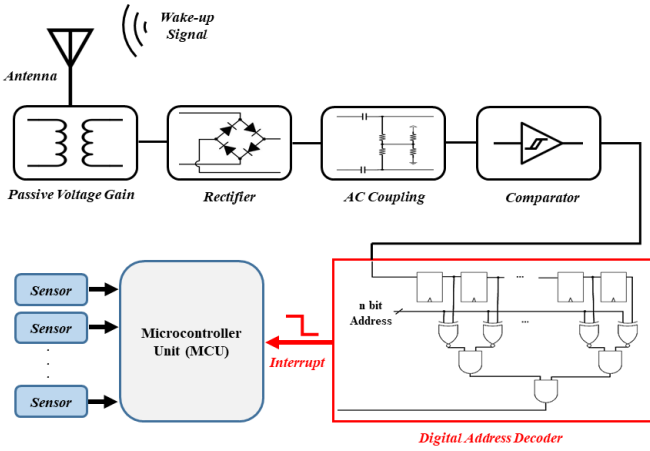 Wake-up
Signal
Antenna
Passive Voltage Gain
Rectifier
AC Coupling
Comparator
Sensor
Sensor
Sensor
Microcontroller
Unit (MCU)
Interrupt
n bit
Address
...
...
Digital Address Decoder